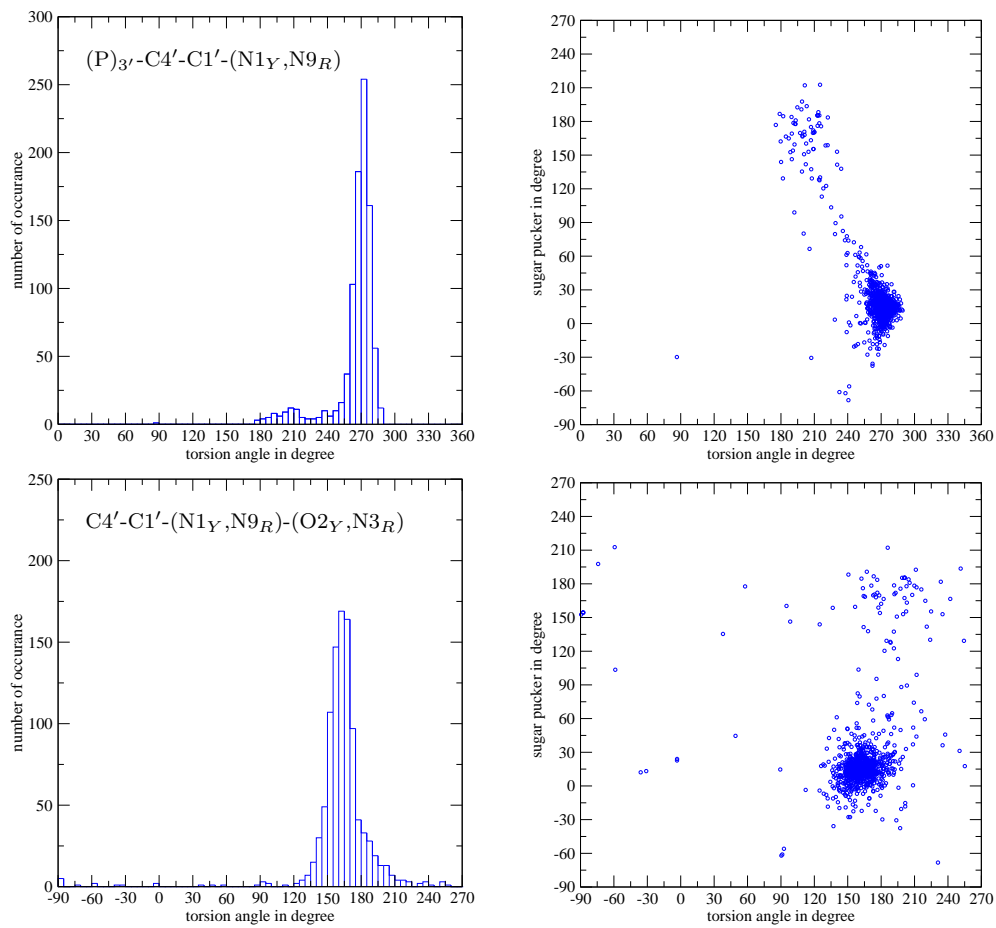 300
250
200
150
100
50
0
number of occurance
(P)3′-C4′-C1′-(N1Y,N9R)
0 30 60 90 120 150 180 210 240 270 300 330 360
torsion angle in degree
270
240
210
180
150
120
90
60
30
0
-30
-60
-90
sugar pucker in degree
0 30 60 90 120 150 180 210 240 270 300 330 360
torsion angle in degree
250
200
150
100
50
0
number of occurance
C4′-C1′-(N1Y,N9R)-(O2Y,N3R)
-90 -60 -30 0 30 60 90 120 150 180 210 240 270
torsion angle in degree
270
240
210
180
150
120
90
60
30
0
-30
-60
-90
sugar pucker in degree
-90 -60 -30 0 30 60 90 120 150 180 210 240 270
torsion angle in degree